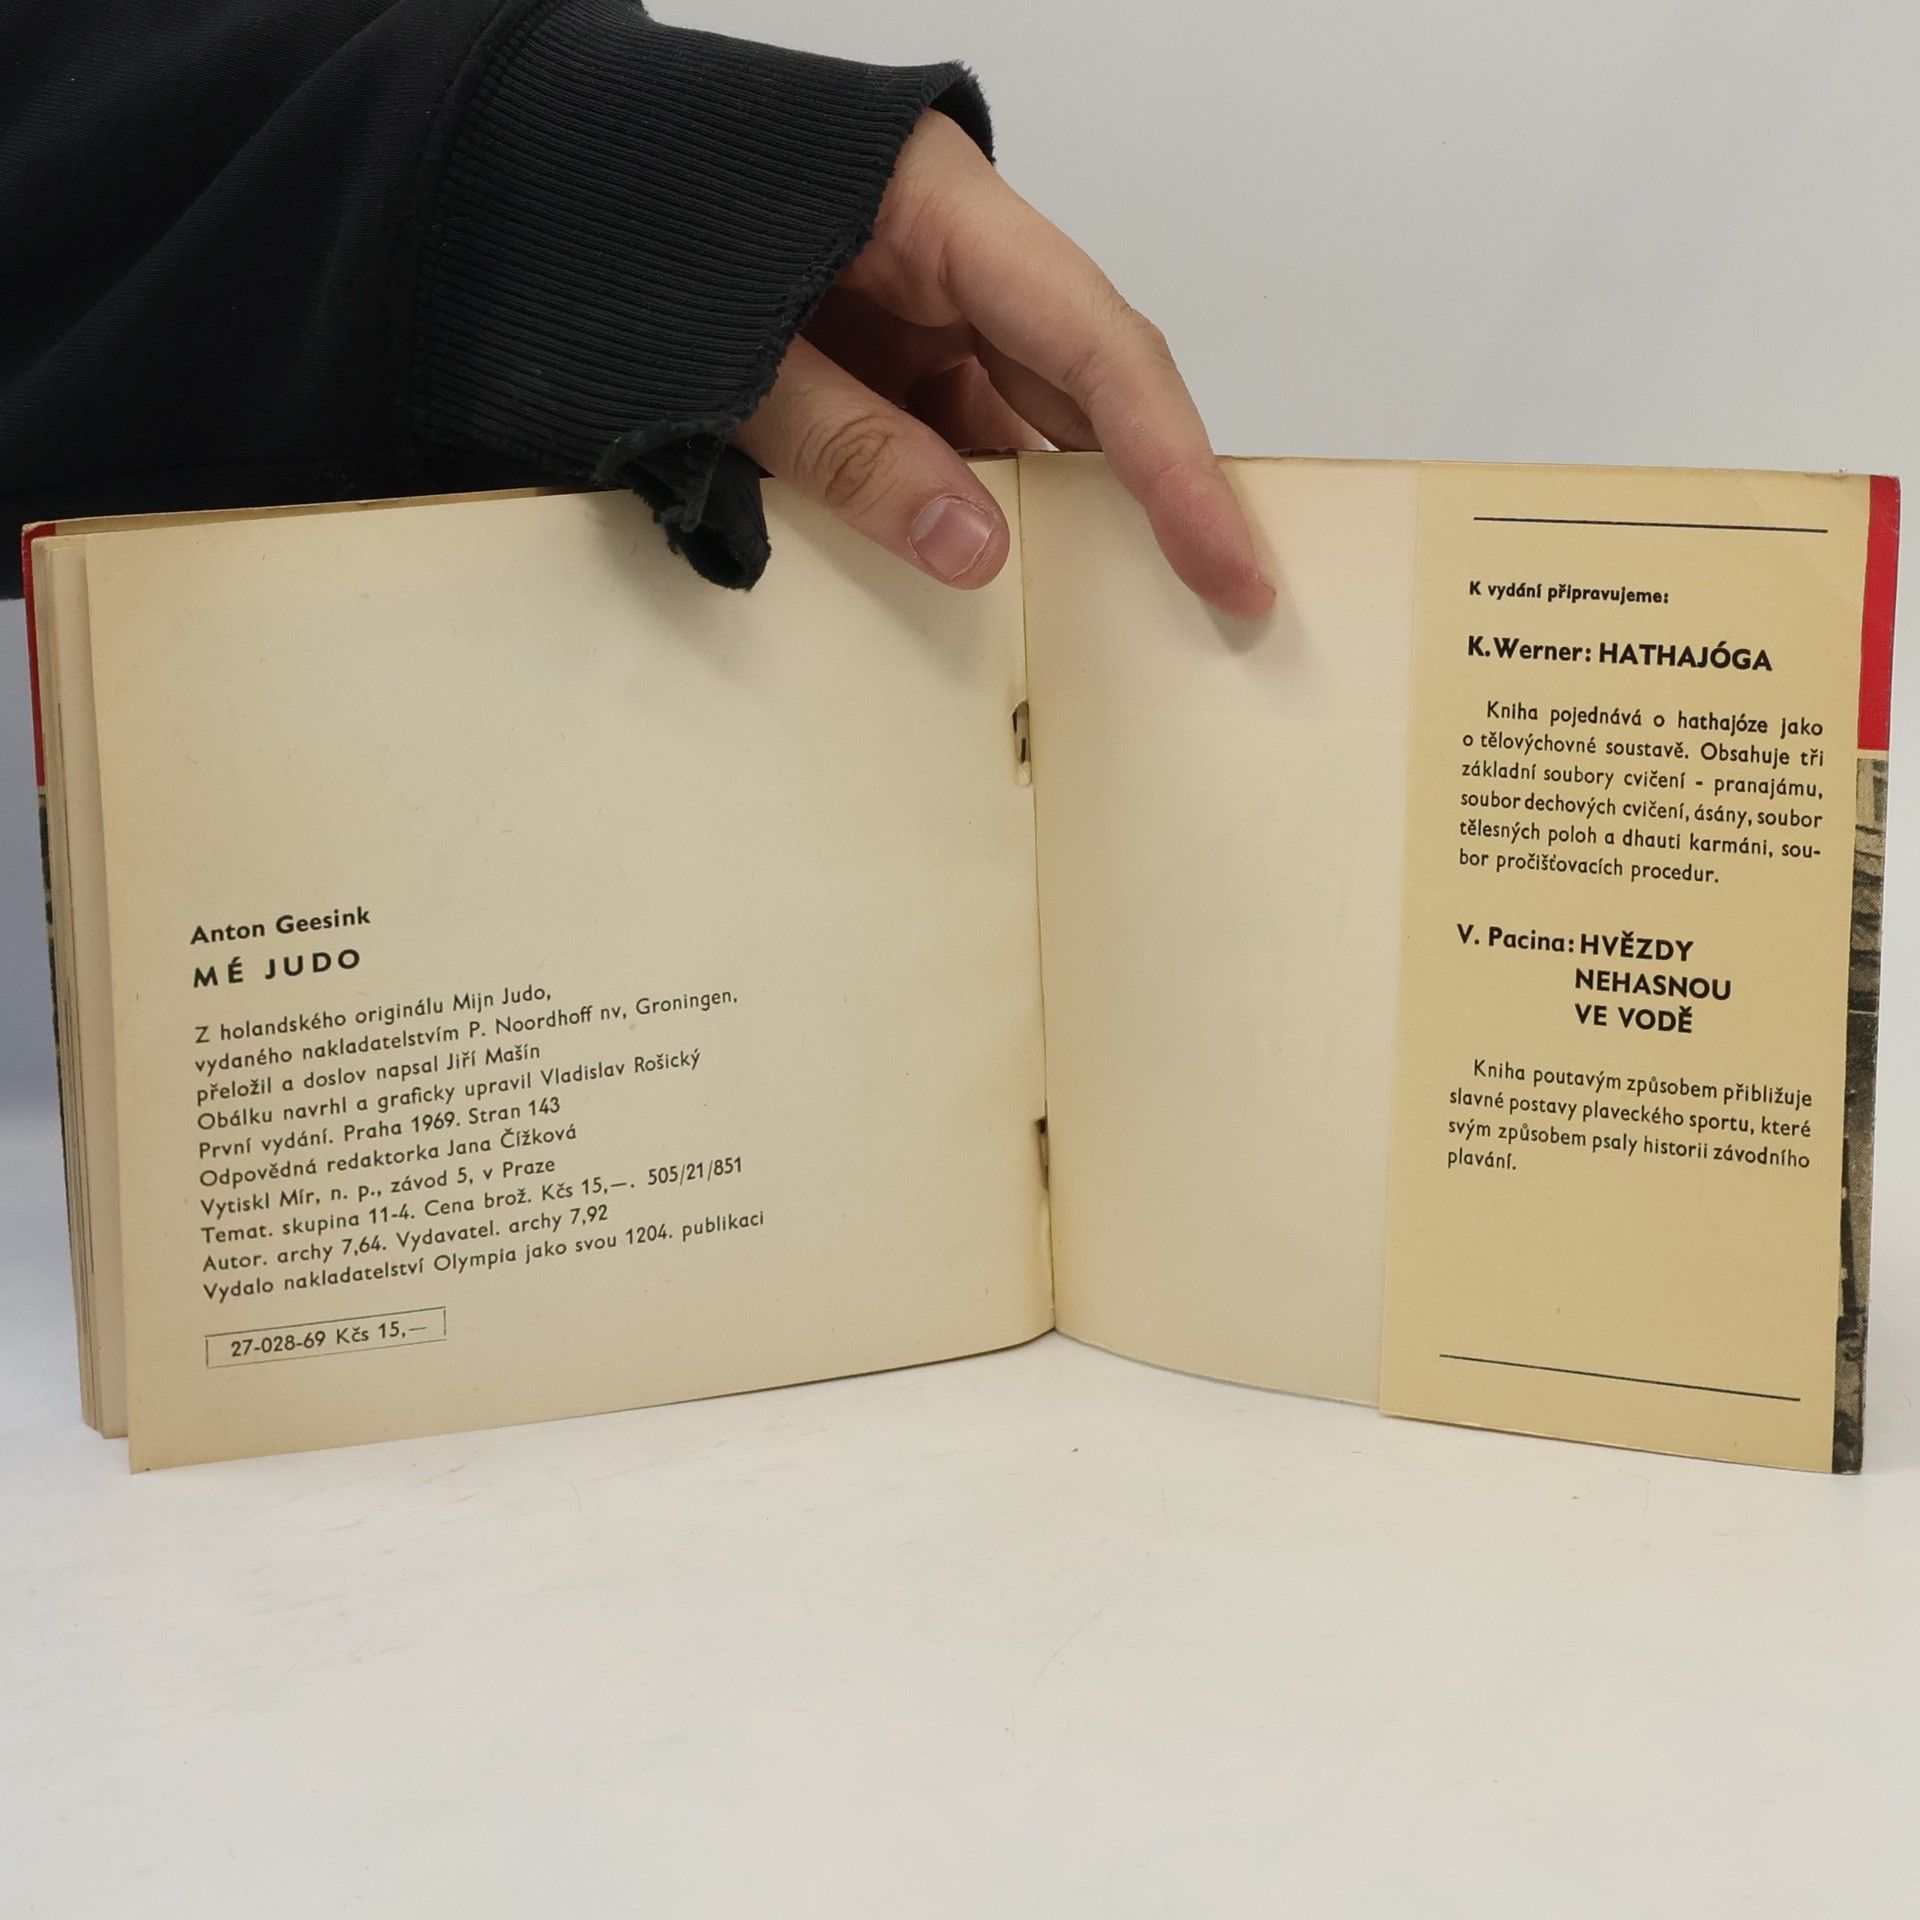 Anton Geesink
MÉ JUDO
Z holandského originálu Mijn Judo,
vydaného nakladatelstvím P. Noordhoff nv, Groningen,
přeložil a doslov napsal Jiří Mašín
Obálku navrhl a graficky upravil Vladislav Rošický
První vydání. Praha 1969. Stran 143
Odpovědná redaktorka Jana Čížková
Vytiskl Mír, n. p., závod 5, v Praze
Temat. skupina 11-4. Cena brož. Kčs 15,—. 505/21/851
Autor. archy 7,64. Vydavatel. archy 7,92
Vydalo nakladatelství Olympia jako svou 1204. publikaci
27-028-69 Kčs 15,—
K vydání připravujeme:
K. Werner: HATHAJÓGA
Kniha pojednává o hathajóze jako
o tělovýchovné soustavě. Obsahuje tři
základní soubory cvičení - pranajámu,
soubor dechových cvičení, ásány, soubor
tělesných poloh a dhauti karmáni, sou-
bor pročišťovacích procedur.
V. Pacina: HVĚZDY
NEHASNOU
VE VODĚ
Kniha poutavým způsobem přibližuje
slavné postavy plaveckého sportu, které
svým způsobem psaly historii závodního
plavání.